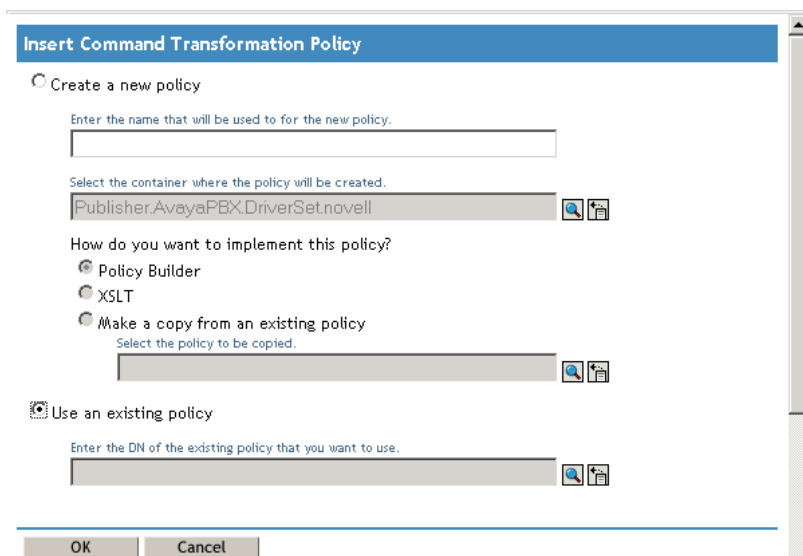 Insert Command Transformation Policy
Create a new policy
Enter the name that will be used to for the new policy.
Select the container where the policy will be created.
Publisher.AvayaPBX.DriverSet.novell
How do you want to implement this policy?
Policy Builder
XSLT
Make a copy from an existing policy
Select the policy to be copied.
Use an existing policy
Enter the DN of the existing policy that you want to use.
OK Cancel